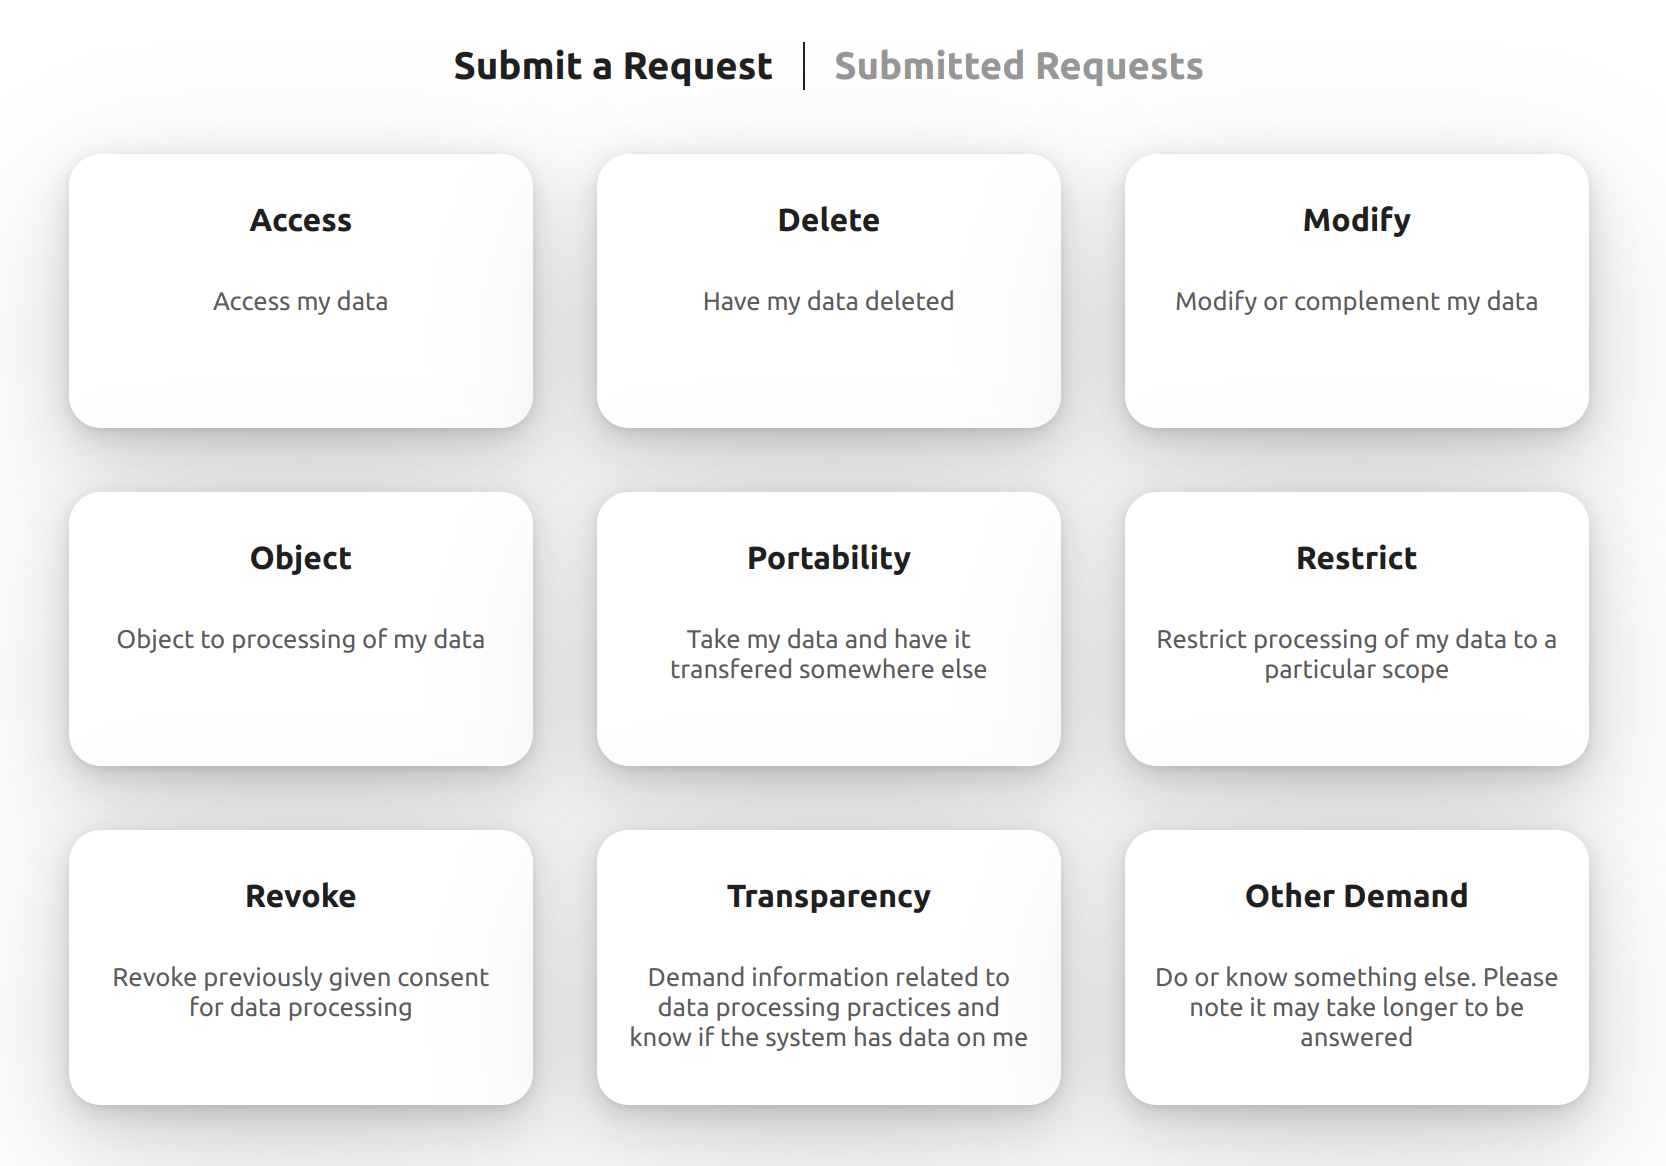 Submit a Request
Submitted Requests
Access
Access my data
Delete
Have my data deleted
Modify
Modify or complement my data
Object
Object to processing of my data
Portability
Take my data and have it
transfered somewhere else
Restrict
Restrict processing of my data to a
particular scope
Revoke
Revoke previously given consent
for data processing
Transparency
Demand information related to
data processing practices and
know if the system has data on me
Other Demand
Do or know something else. Please
note it may take longer to be
answered